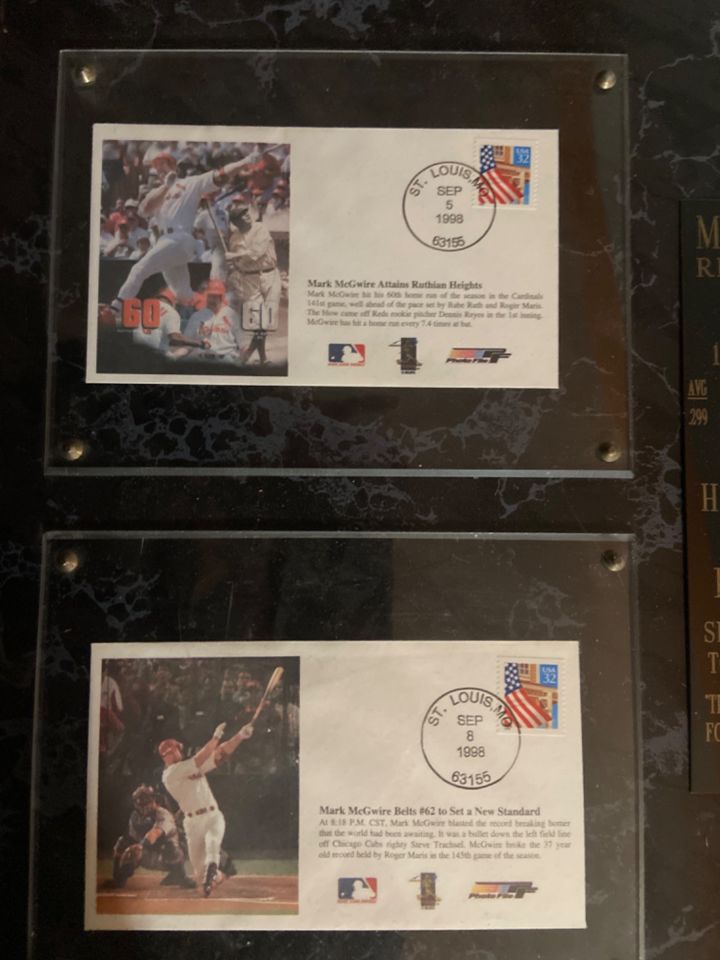 USA
32
ST. LOUIS, MO
SEP
5
1998
63155
60
60
Mark McGwire Attains Ruthian Heights
Mark McGwire hit his 60th home run of the season in the Cardinals
141st game, well ahead of the pace set by Babe Ruth and Roger Maris.
The blow came off Reds rookie pitcher Dennis Reyes in the 1st inning.
McGwire has hit a home run every 7.4 times at bat.
Photo File
USA
32
ST. LOUIS, MO
SEP
8
1998
63155
Mark McGwire Belts #62 to Set a New Standard
At 8:18 P.M. CST, Mark McGwire blasted the record breaking homer
that the world had been awaiting. It was a bullet down the left field line
off Chicago Cubs righty Steve Trachsel. McGwire broke the 37 year
old record held by Roger Maris in the 145th game of the season.
Photo File
M
R
1
AVG
.299
H
S
T
T
FO